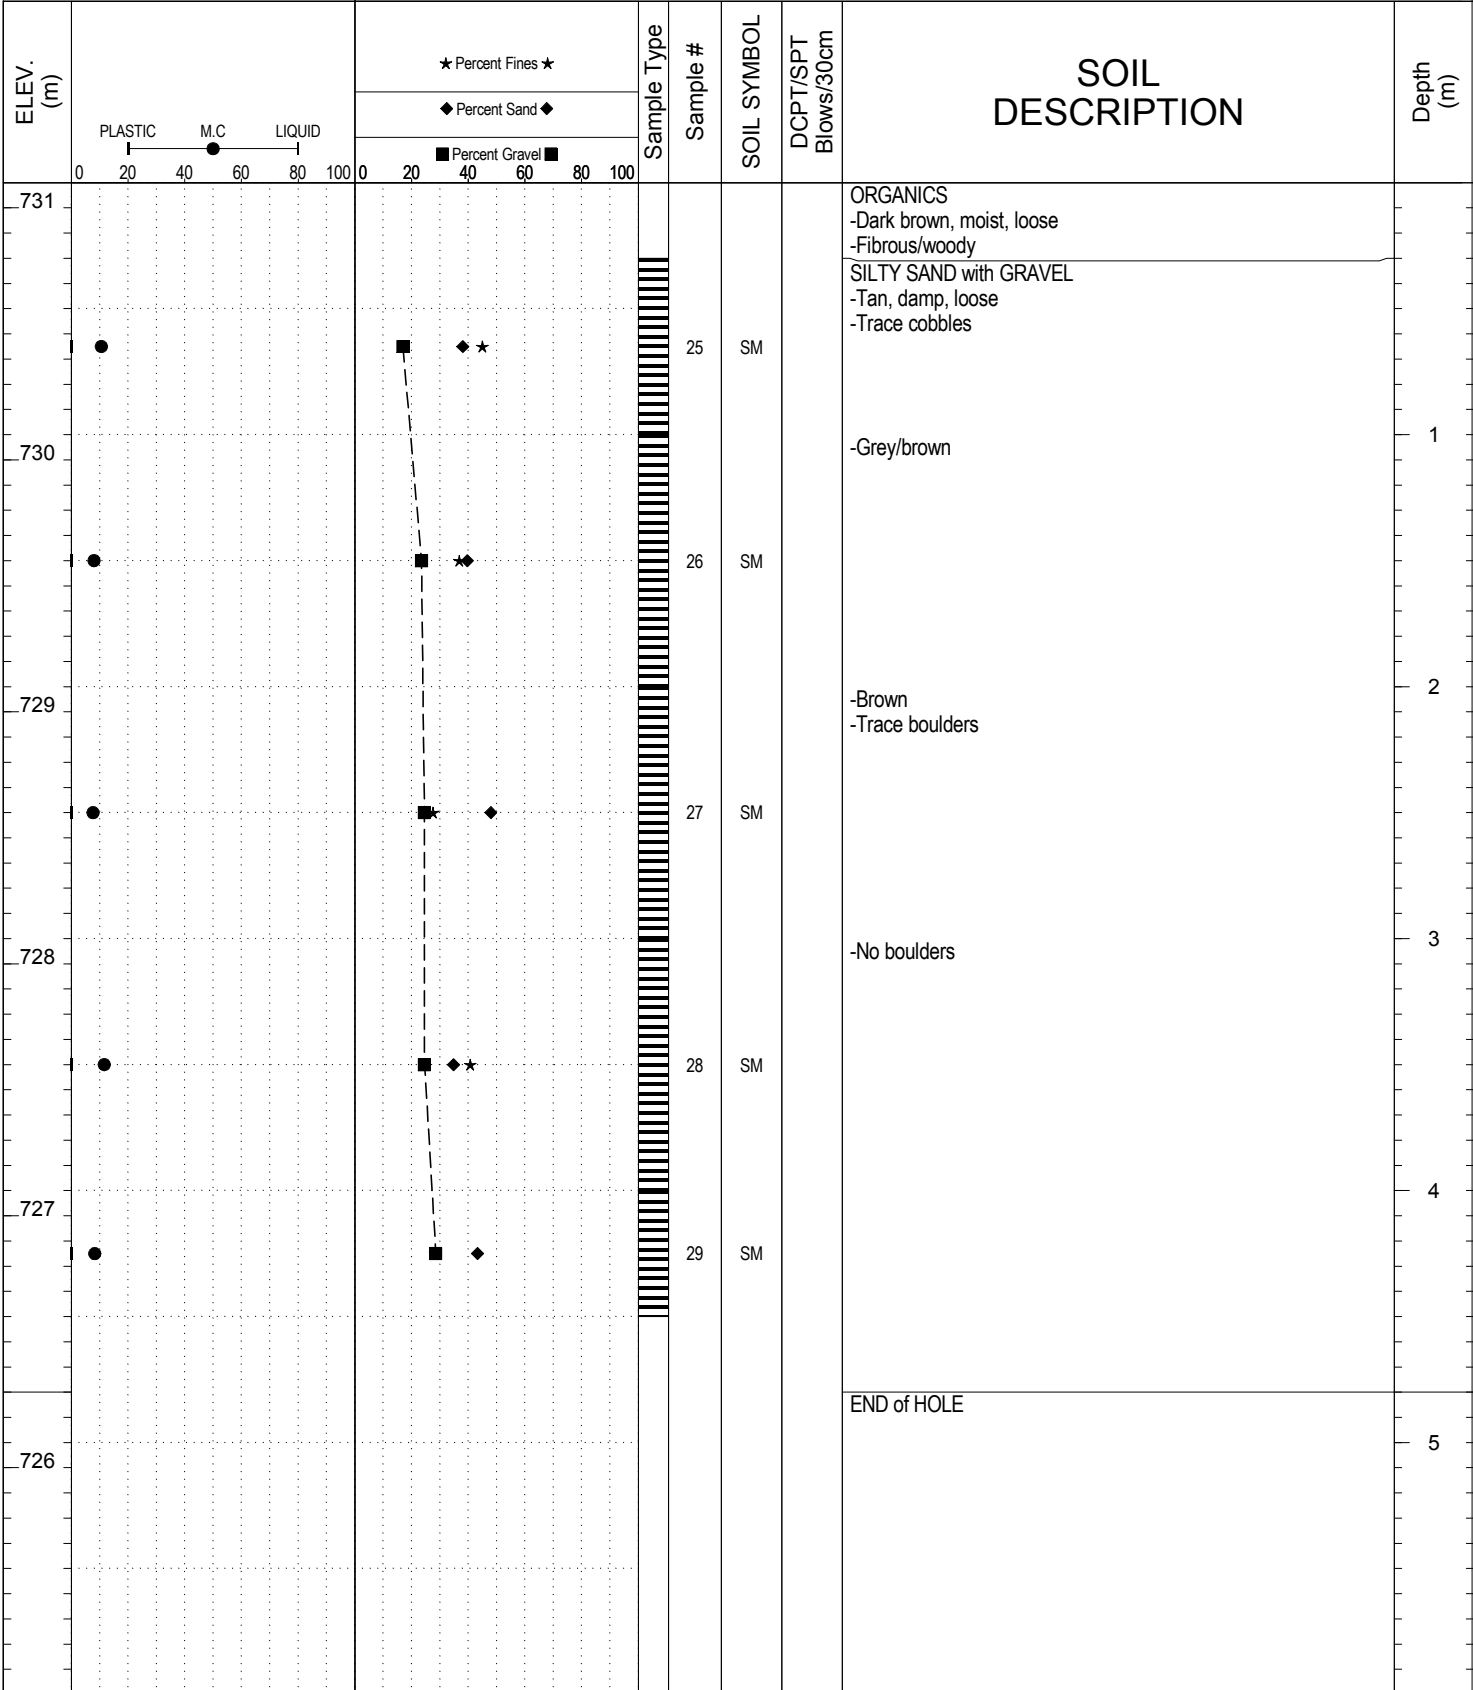 ELEV.
(m)
PLASTIC M.C LIQUID
0 20 40 60 80 100
★ Percent Fines ★
◆ Percent Sand ◆
■ Percent Gravel ■
0 20 40 60 80 100
Sample Type
Sample #
SOIL SYMBOL
DCPT/SPT
Blows/30cm
SOIL
DESCRIPTION
Depth
(m)
731
ORGANICS
-Dark brown, moist, loose
-Fibrous/woody
SILTY SAND with GRAVEL
-Tan, damp, loose
-Trace cobbles
25 SM
1
730
-Grey/brown
26 SM
2
729
-Brown
-Trace boulders
27 SM
3
728
-No boulders
28 SM
4
727
29 SM
END of HOLE
5
726